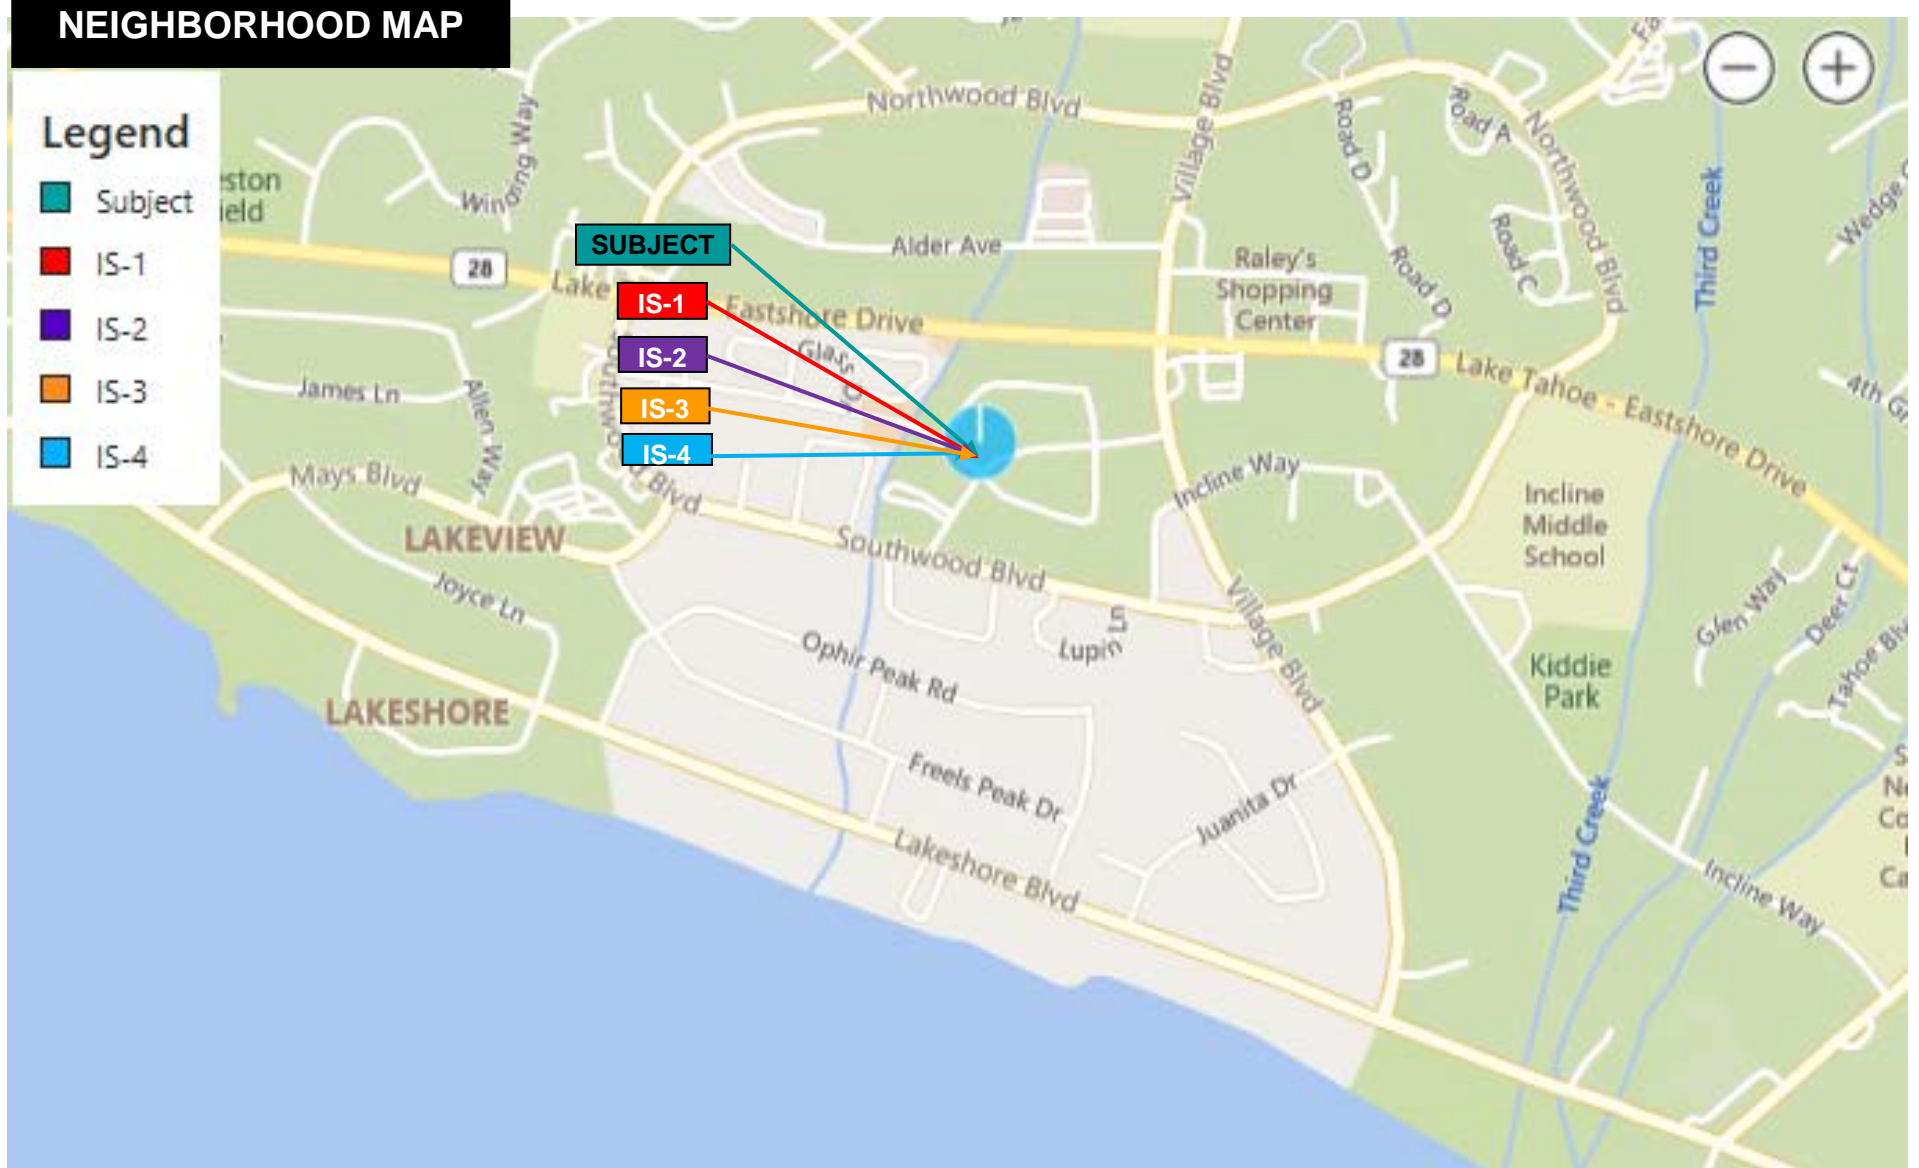 NEIGHBORHOOD MAP
Legend
Subject
IS-1
IS-2
IS-3
IS-4
Northwood Blvd
Village Blvd
Road D
Road A
Northwood Blvd
Third Creek
Wedge
Road C
Road D
Alder Ave
28
Lake
Eastshore Drive
SUBJECT
IS-1
IS-2
IS-3
IS-4
Raley's
Shopping
Center
28
Lake Tahoe - Eastshore Drive
4th
James Ln
Allen Way
Mays Blvd
Blvd
LAKEVIEW
Joyce Ln
LAKESHORE
Southwood Blvd
Incline Way
Incline
Middle
School
Glen Way
Deer Ct
Tahoe
Kiddie
Park
Village Blvd
Lupin Ln
Ophir Peak Rd
Freels Peak Dr
Juanita Dr
Lakeshore Blvd
Third Creek
Incline Way